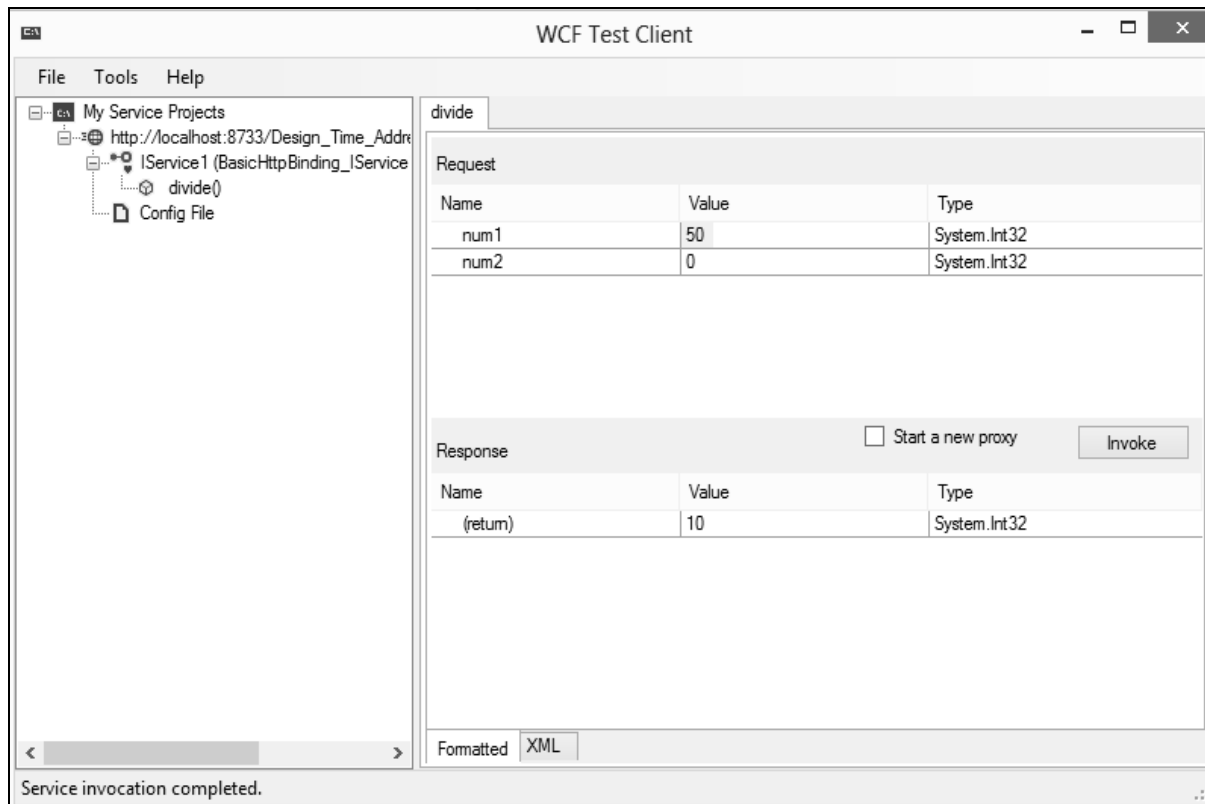 WCF Test Client
File Tools Help
My Service Projects
http://localhost:8733/Design_Time_Addre
IService1 (BasicHttpBinding_IService
divide()
Config File
divide
Request
Name Value Type
num1 50 System.Int32
num2 0 System.Int32
Response Start a new proxy Invoke
Name Value Type
(return) 10 System.Int32
Formatted XML
Service invocation completed.